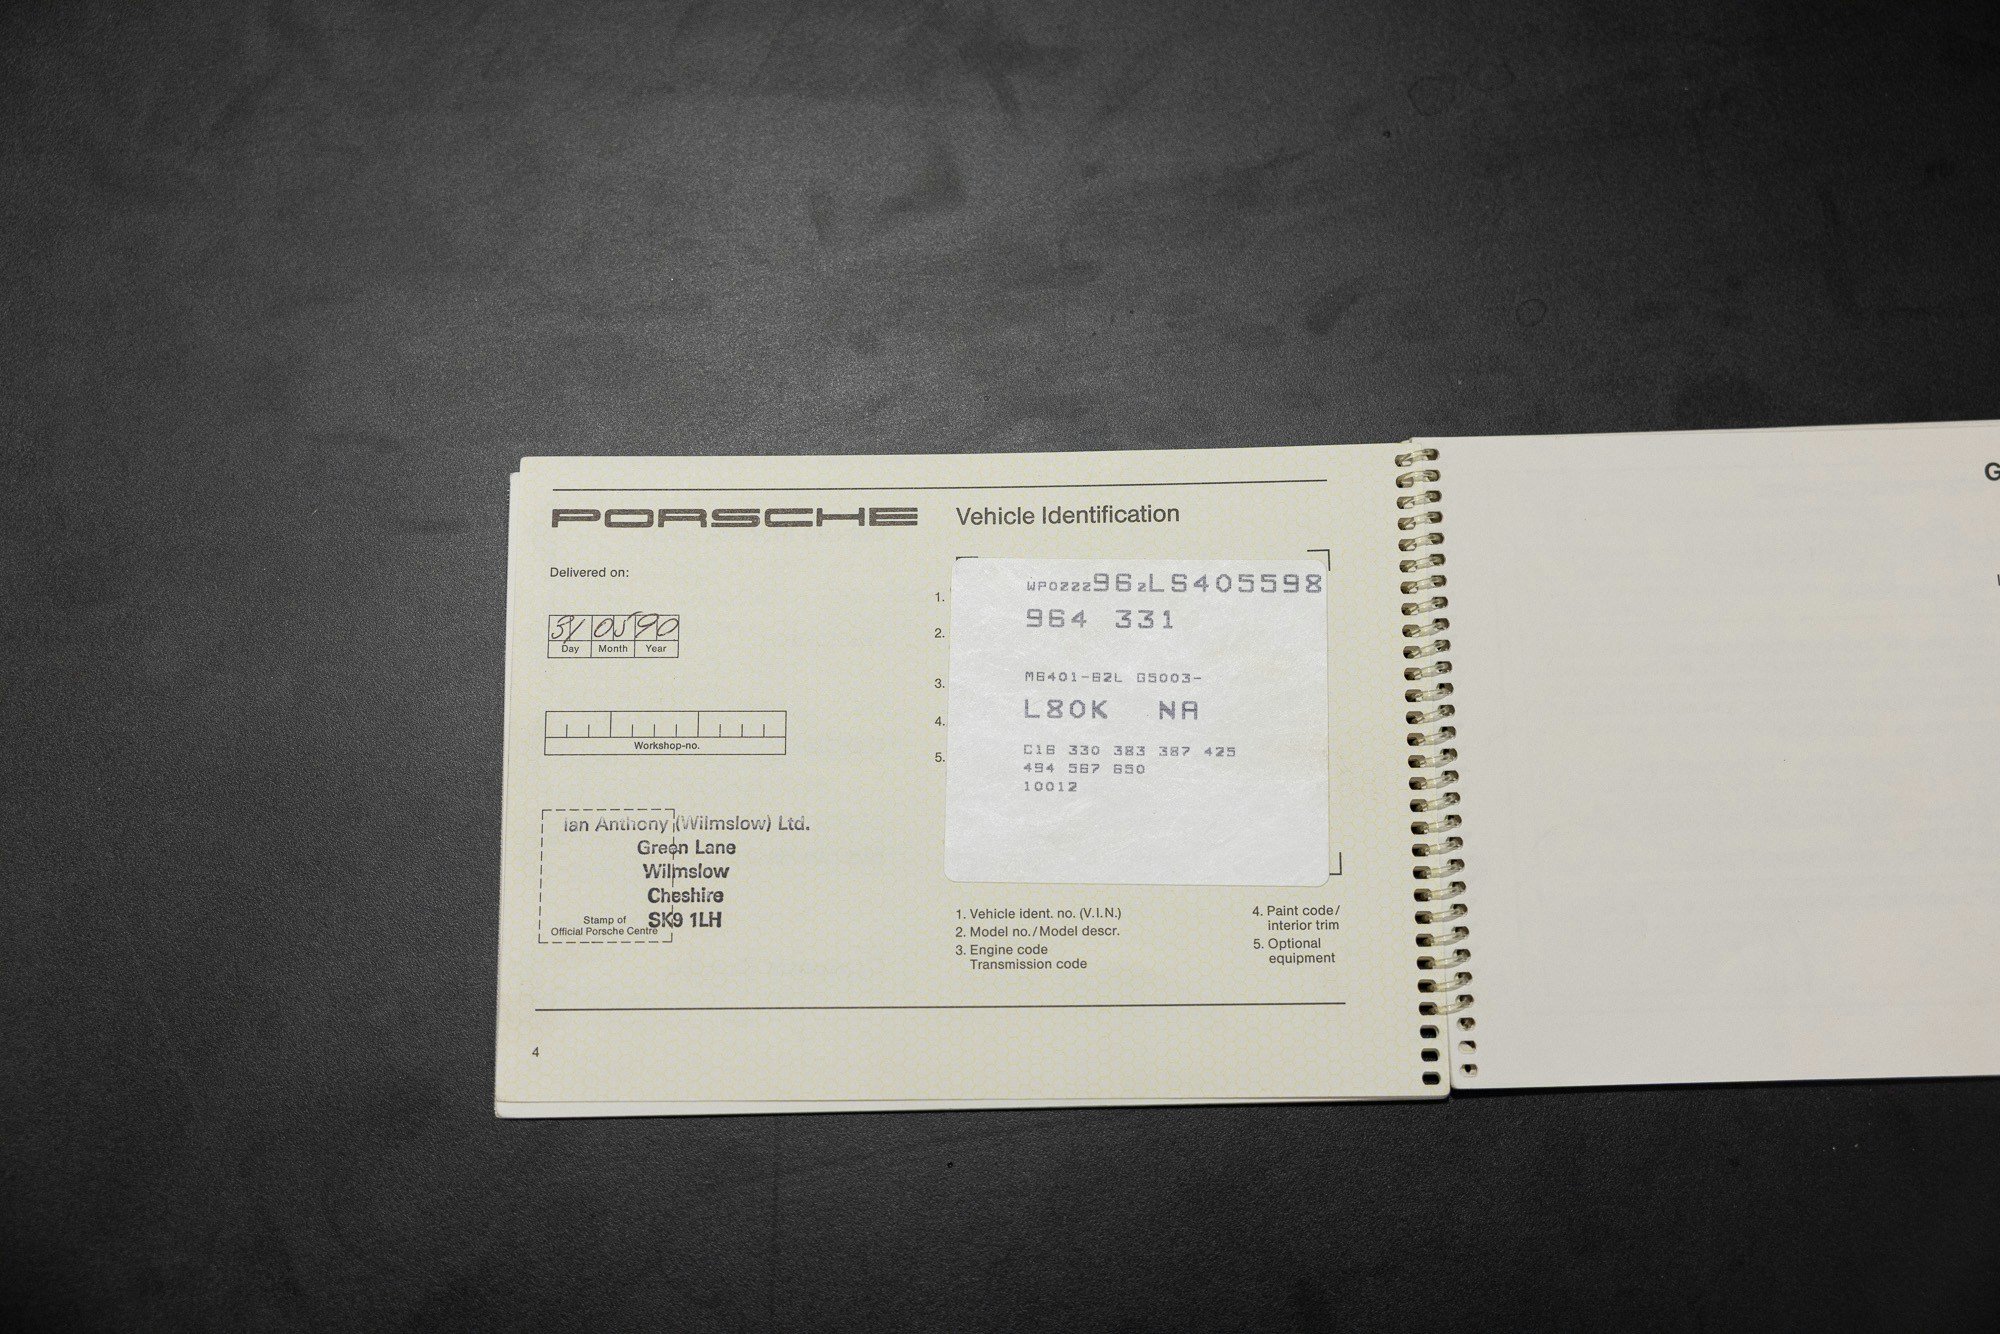 PORSCHE
Vehicle Identification
Delivered on:
31 05 90
Day Month Year
Workshop-no.
Ian Anthony (Wilmslow) Ltd.
Green Lane
Wilmslow
Cheshire
SK9 1LH
Stamp of
Official Porsche Centre
1. WP0ZZZ96ZLS405598
2. 964 331
3. M6401-62L G5003-
4. L80K NA
5. C16 330 383 387 425
494 567 650
10012
1. Vehicle ident. no. (V.I.N.)
2. Model no./Model descr.
3. Engine code
Transmission code
4. Paint code/
interior trim
5. Optional
equipment
4
G